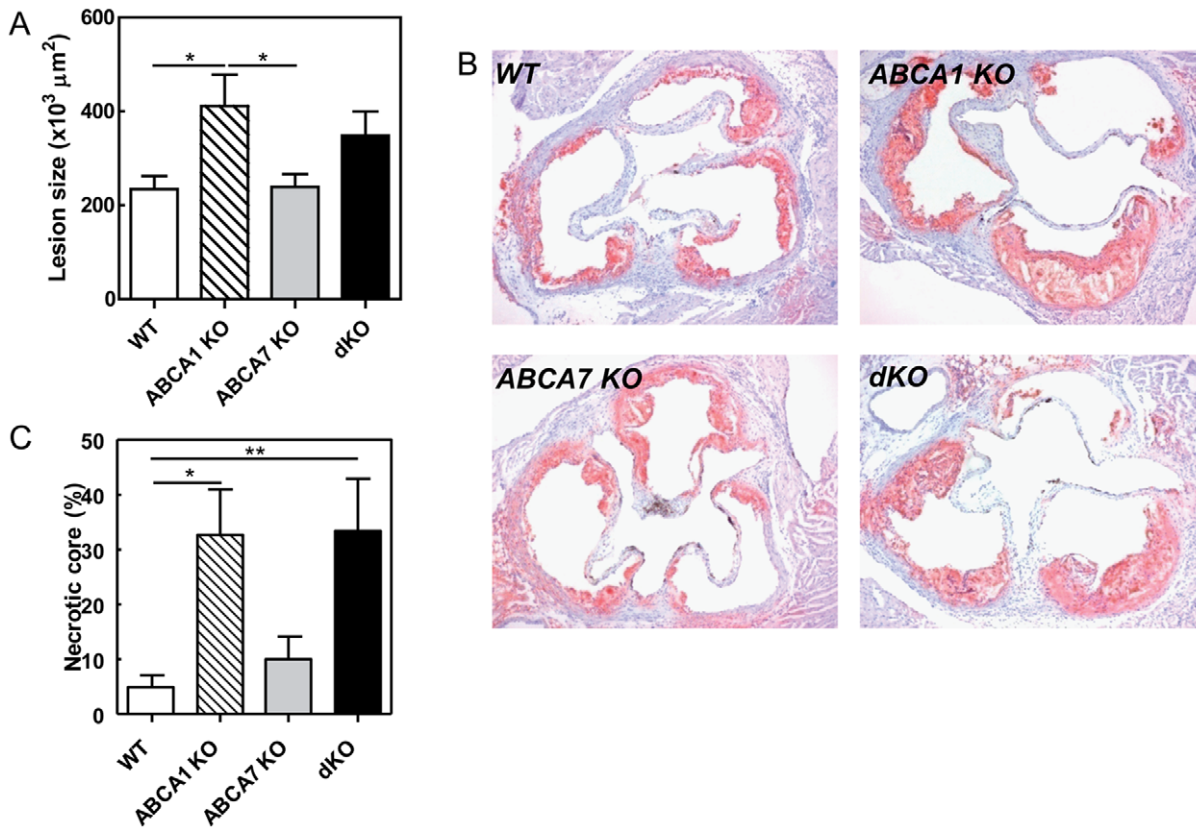 A
Lesion size (x10³ μm²)
600
400
200
0
* *
WT
ABCA1 KO
ABCA7 KO
dKO
B
WT
ABCA1 KO
ABCA7 KO
dKO
C
Necrotic core (%)
50
40
30
20
10
0
**
*
WT
ABCA1 KO
ABCA7 KO
dKO